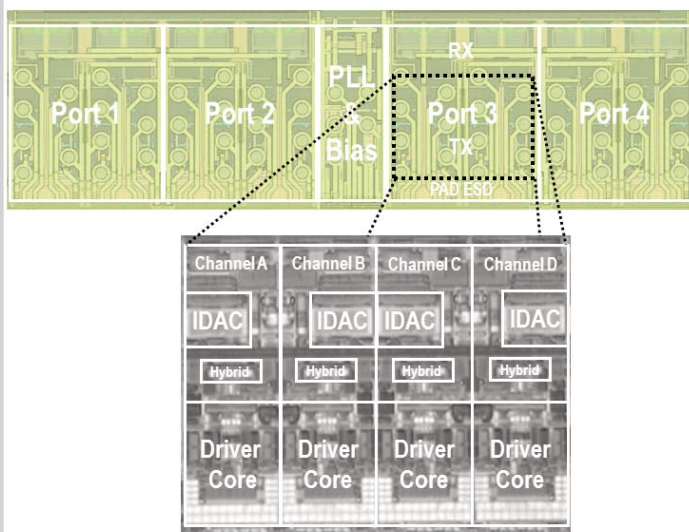 RX
PLL
Port 1
Port 2
&
Port 3
Port 4
Bias
TX
PAD ESD
Channel A
Channel B
Channel C
Channel D
IDAC
IDAC
IDAC
IDAC
Hybrid
Hybrid
Hybrid
Hybrid
Driver
Core
Driver
Core
Driver
Core
Driver
Core